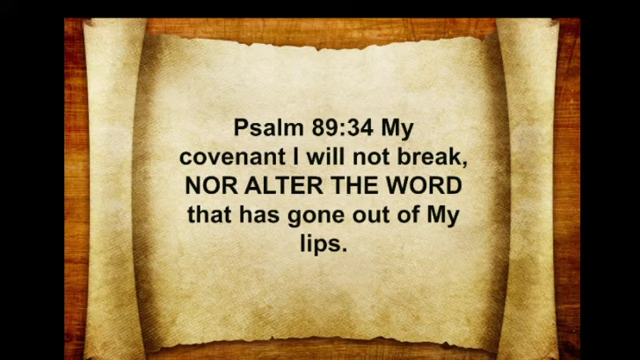 Psalm 89:34 My
covenant I will not break,
NOR ALTER THE WORD
that has gone out of My
lips.